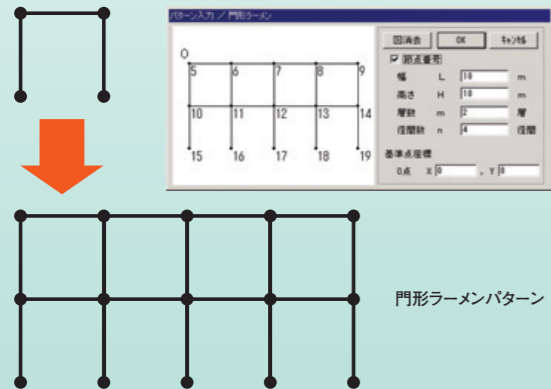 パターン入力 / 門形ラーメン
図消去 OK キャンセル
節点番号
幅 L 10 m
高さ H 10 m
層数 m 2 層
径間数 n 4 径間
基準点座標
O点 X 0 , Y 0
O
5 6 7 8 9
10 11 12 13 14
15 16 17 18 19
門形ラーメンパターン